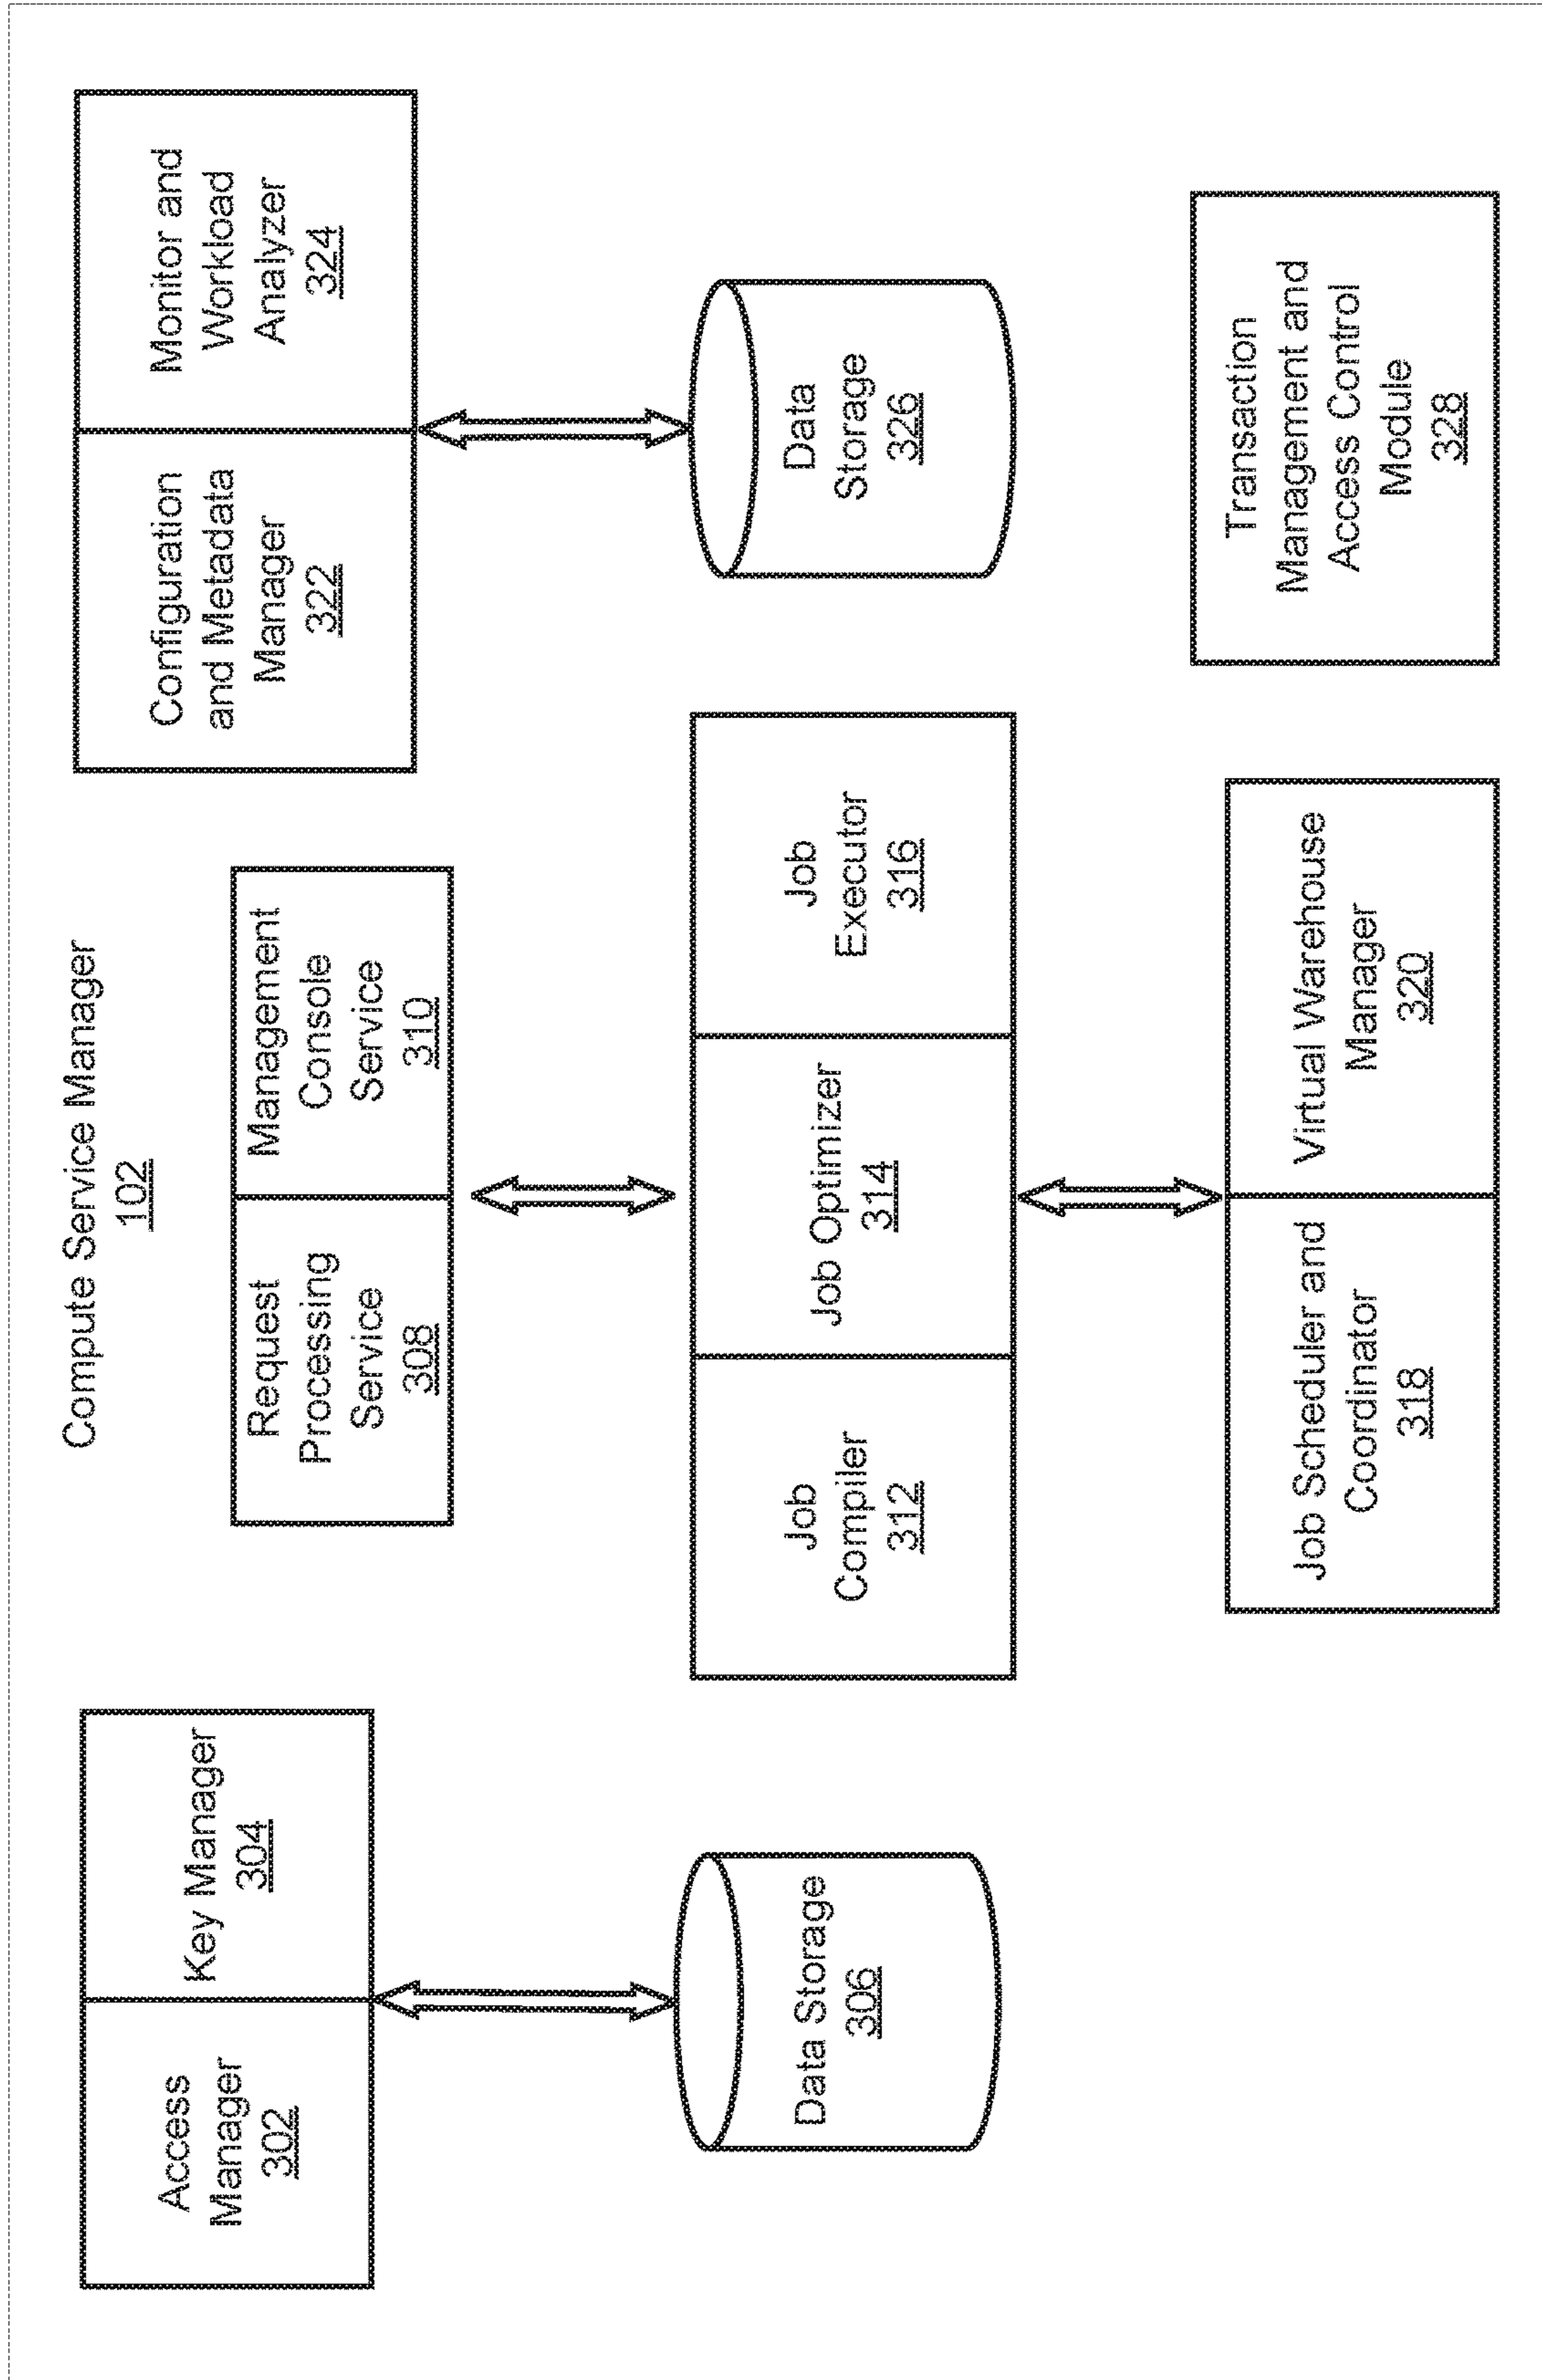 Compute Service Manager
102
Access
Manager
302
Key Manager
304
Data Storage
306
Request
Processing
Service
308
Management
Console
Service
310
Job
Compiler
312
Job Optimizer
314
Job
Executor
316
Job Scheduler and
Coordinator
318
Virtual Warehouse
Manager
320
Configuration
and Metadata
Manager
322
Monitor and
Workload
Analyzer
324
Data
Storage
326
Transaction
Management and
Access Control
Module
328